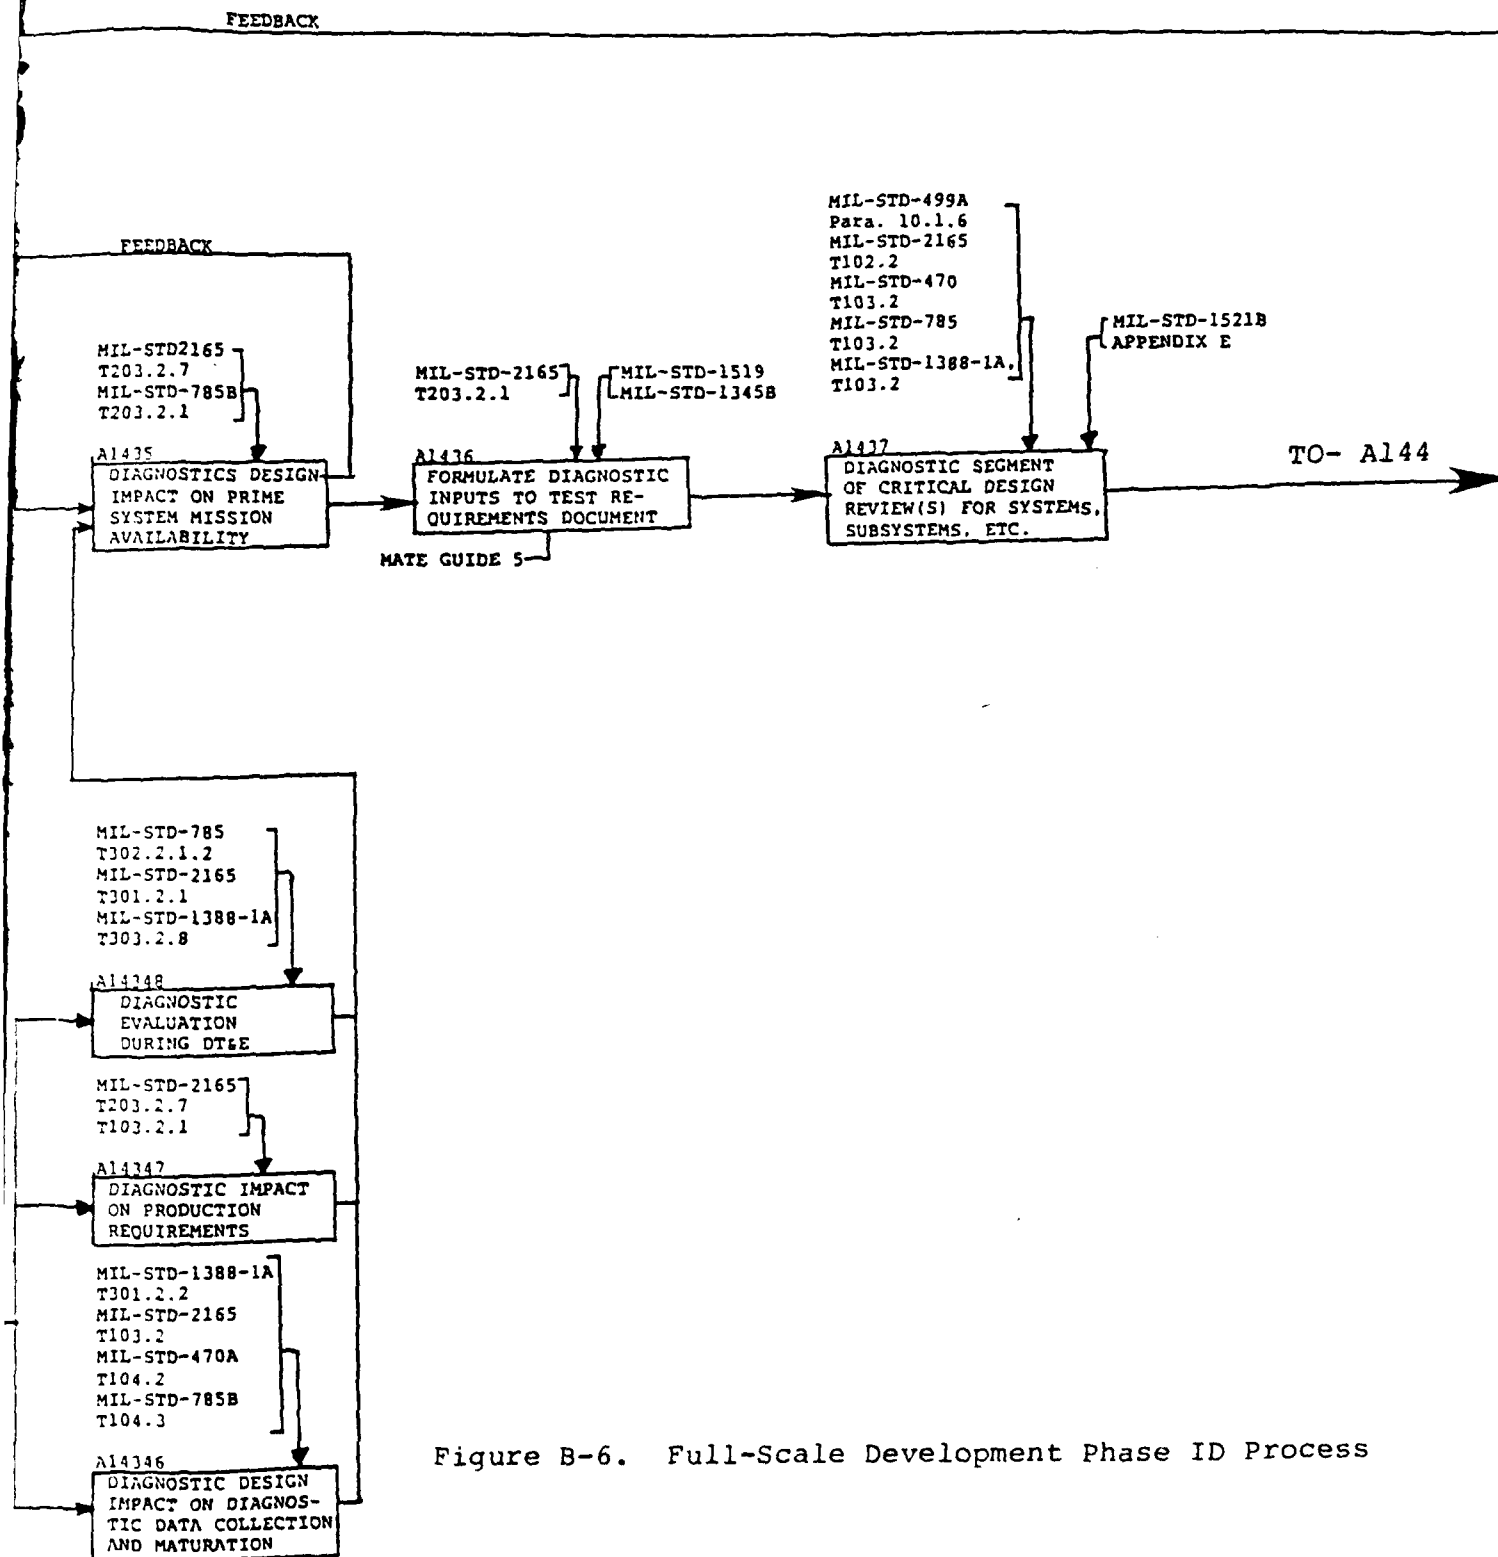 FEEDBACK
FEEDBACK
MIL-STD2165
T203.2.7
MIL-STD-785B
T203.2.1
A1435
DIAGNOSTICS DESIGN
IMPACT ON PRIME
SYSTEM MISSION
AVAILABILITY
MIL-STD-2165
T203.2.1
MIL-STD-1519
MIL-STD-1345B
A1436
FORMULATE DIAGNOSTIC
INPUTS TO TEST RE-
QUIREMENTS DOCUMENT
MATE GUIDE 5
MIL-STD-499A
Para. 10.1.6
MIL-STD-2165
T102.2
MIL-STD-470
T103.2
MIL-STD-785
T103.2
MIL-STD-1388-1A,
T103.2
MIL-STD-1521B
APPENDIX E
A1437
DIAGNOSTIC SEGMENT
OF CRITICAL DESIGN
REVIEW(S) FOR SYSTEMS,
SUBSYSTEMS, ETC.
TO- A144
MIL-STD-785
T302.2.1.2
MIL-STD-2165
T301.2.1
MIL-STD-1388-1A
T303.2.8
A14348
DIAGNOSTIC
EVALUATION
DURING DT&E
MIL-STD-2165
T203.2.7
T103.2.1
A14347
DIAGNOSTIC IMPACT
ON PRODUCTION
REQUIREMENTS
MIL-STD-1388-1A
T301.2.2
MIL-STD-2165
T103.2
MIL-STD-470A
T104.2
MIL-STD-785B
T104.3
A14346
DIAGNOSTIC DESIGN
IMPACT ON DIAGNOS-
TIC DATA COLLECTION
AND MATURATION
Figure B-6. Full-Scale Development Phase ID Process